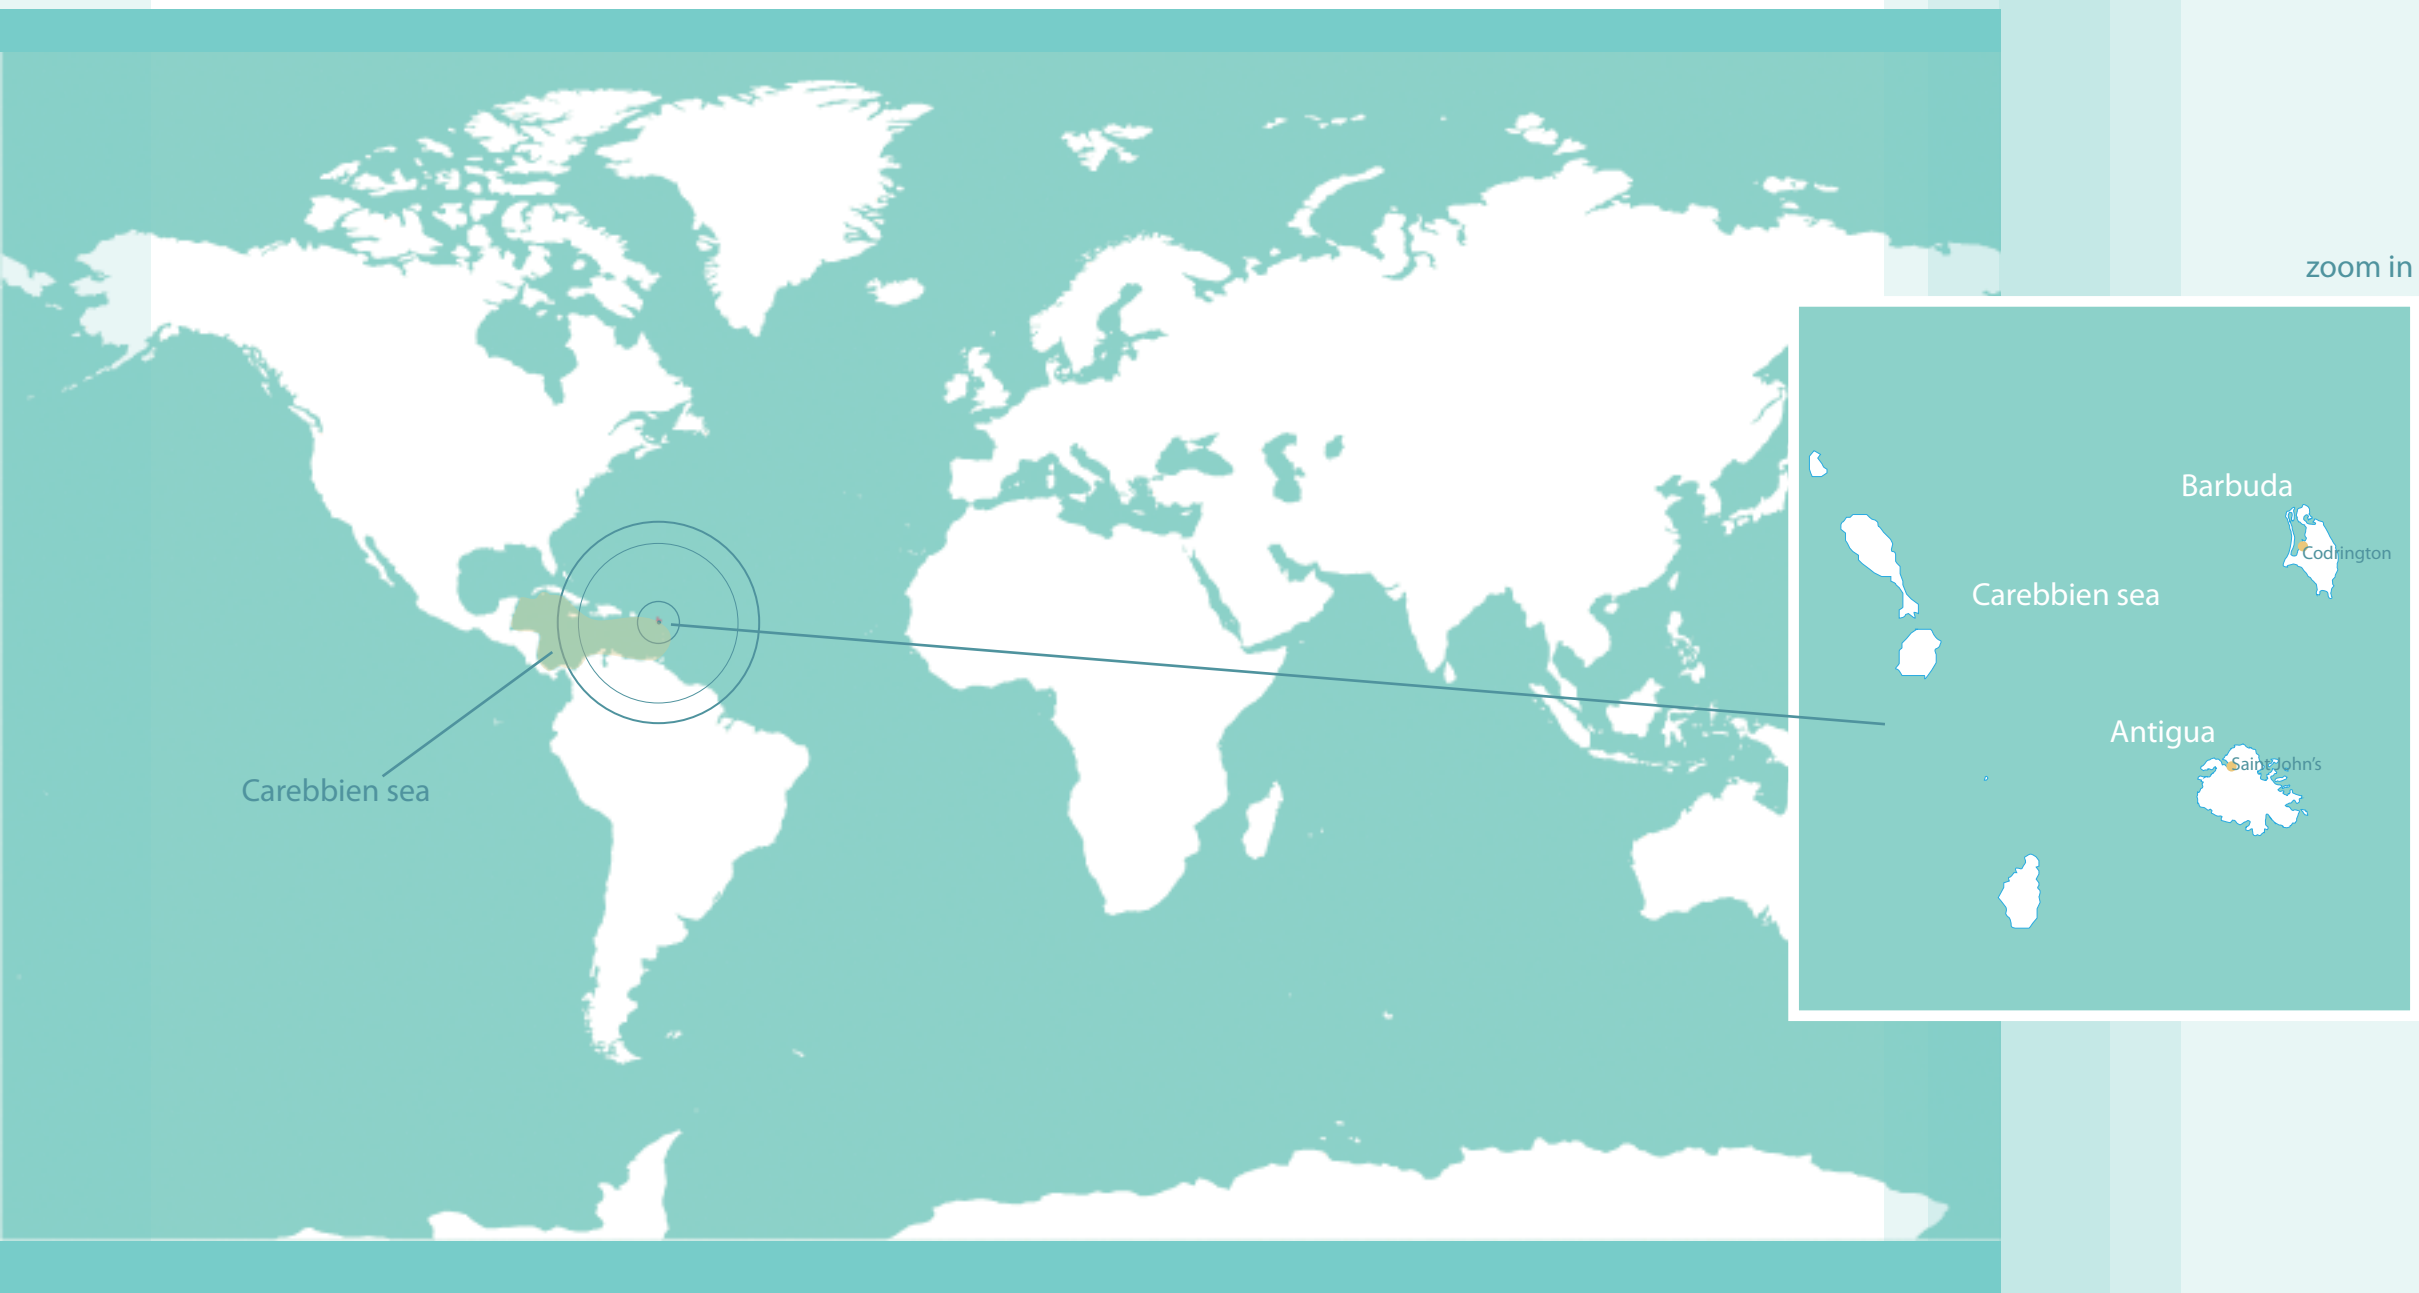 zoom in
Barbuda
Codrington
Carebbien sea
Antigua
Saint John's
Carebbien sea